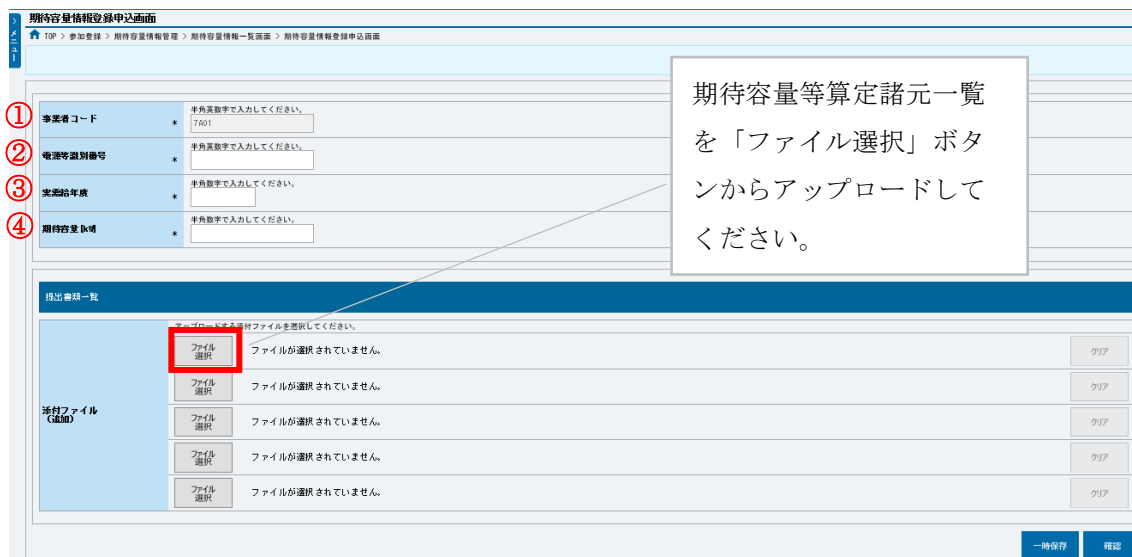 期待容量情報登録申込画面
> メニュー
TOP > 参加登録 > 期待容量情報管理 > 期待容量情報一覧画面 > 期待容量情報登録申込画面
① 事業者コード * 半角英数字で入力してください。
7A01
② 電源等識別番号 * 半角英数字で入力してください。
③ 実需給年度 * 半角数字で入力してください。
④ 期待容量[kW] * 半角数字で入力してください。
期待容量等算定諸元一覧
を「ファイル選択」ボタ
ンからアップロードして
ください。
提出書類一覧
アップロードする添付ファイルを選択してください。
添付ファイル
(追加)
ファイル
選択
ファイルが選択されていません。
クリア
ファイル
選択
ファイルが選択されていません。
クリア
ファイル
選択
ファイルが選択されていません。
クリア
ファイル
選択
ファイルが選択されていません。
クリア
ファイル
選択
ファイルが選択されていません。
クリア
一時保存
確認